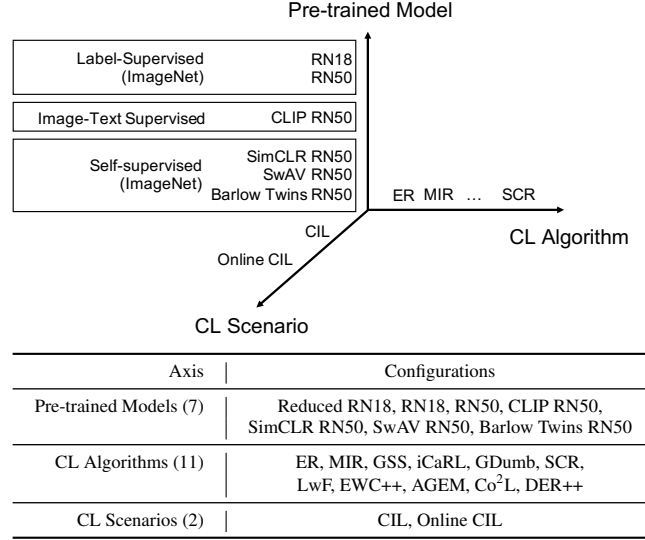 Pre-trained Model
Label-Supervised
(ImageNet)
RN18
RN50
Image-Text Supervised
CLIP RN50
Self-supervised
(ImageNet)
SimCLR RN50
SwAV RN50
Barlow Twins RN50
ER MIR … SCR
CL Algorithm
CIL
Online CIL
CL Scenario
Axis Configurations
Pre-trained Models (7) Reduced RN18, RN18, RN50, CLIP RN50,
SimCLR RN50, SwAV RN50, Barlow Twins RN50
CL Algorithms (11) ER, MIR, GSS, iCaRL, GDumb, SCR,
LwF, EWC++, AGEM, Co²L, DER++
CL Scenarios (2) CIL, Online CIL